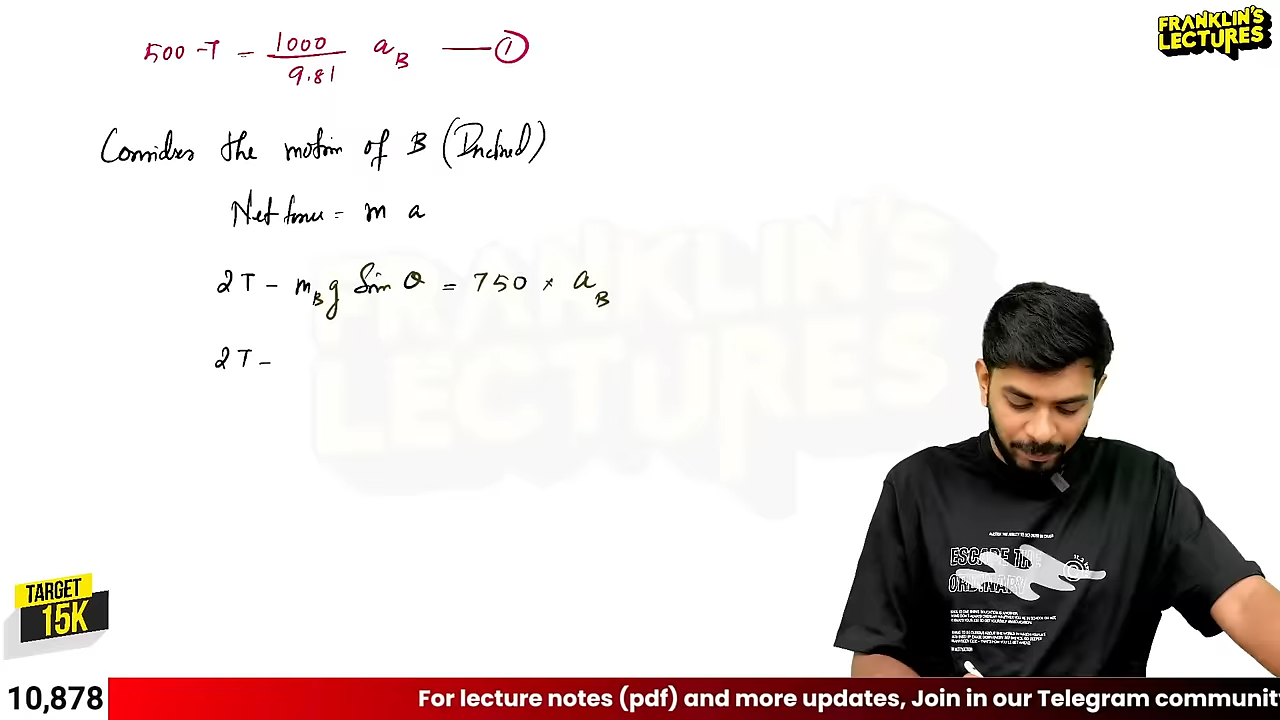 FRANKLIN'S
LECTURES
500 - T = 1000/9.81 a_B —— ①
Consider the motion of B (Inclined)
Net force = m a
2T - m_B g Sin θ = 750 × a_B
2T -
FRANKLIN'S
LECTURES
ESCAPE THE
ORDINARY
TARGET
15K
10,878
For lecture notes (pdf) and more updates, Join in our Telegram communit